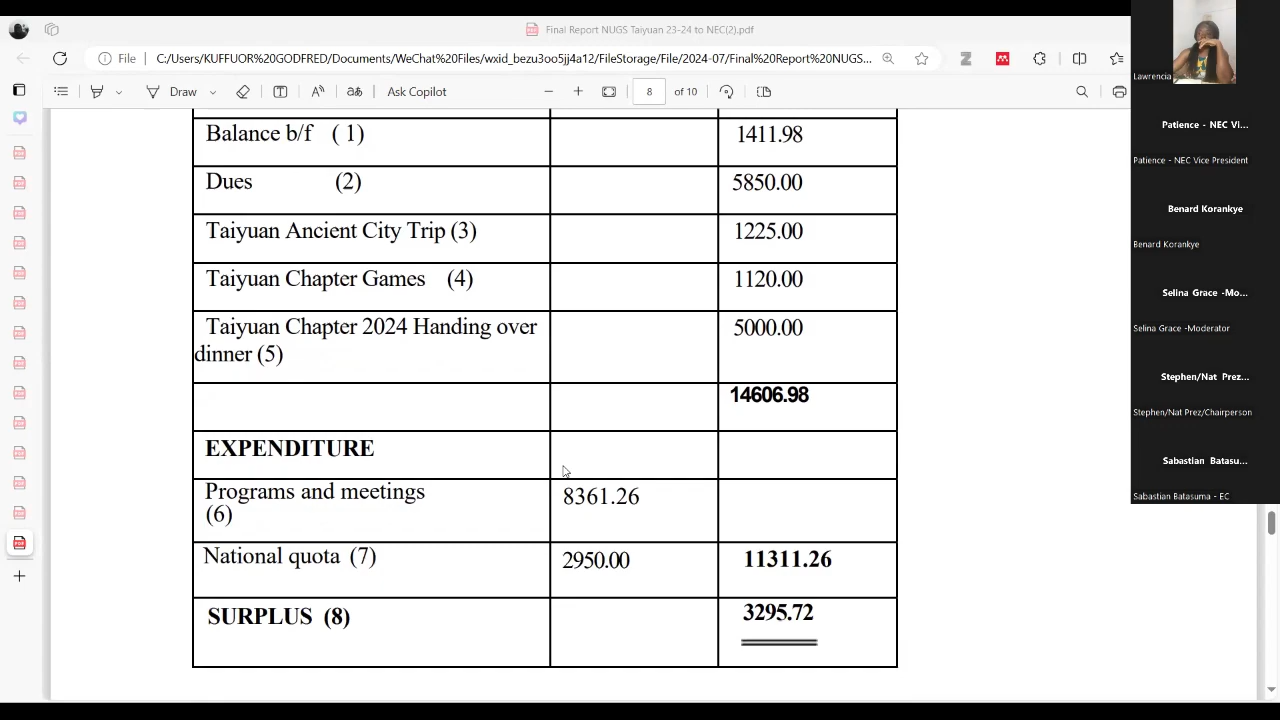 Final Report NUGS Taiyuan 23-24 to NEC(2).pdf
File C:/Users/KUFFUOR%20GODERED/Documents/WeChat%20Files/wxid_bezu3oo5jj4a12/FileStorage/File/2024-07/Final%20Report%20NUGS...
Draw Ask Copilot 8 of 10
Balance b/f ( 1) 1411.98
Dues (2) 5850.00
Taiyuan Ancient City Trip (3) 1225.00
Taiyuan Chapter Games (4) 1120.00
Taiyuan Chapter 2024 Handing over 5000.00
dinner (5)
14606.98
EXPENDITURE
Programs and meetings 8361.26
(6)
National quota (7) 2950.00 11311.26
SURPLUS (8) 3295.72
Lawrencia
Patience - NEC VI...
Patience - NEC Vice President
Benard Korankye
Benard Korankye
Selina Grace -Mo...
Selina Grace -Moderator
Stephen/Nat Prez...
Stephen/Nat Prez/Chairperson
Sabastian Batasu...
Sabastian Batasuma - EC